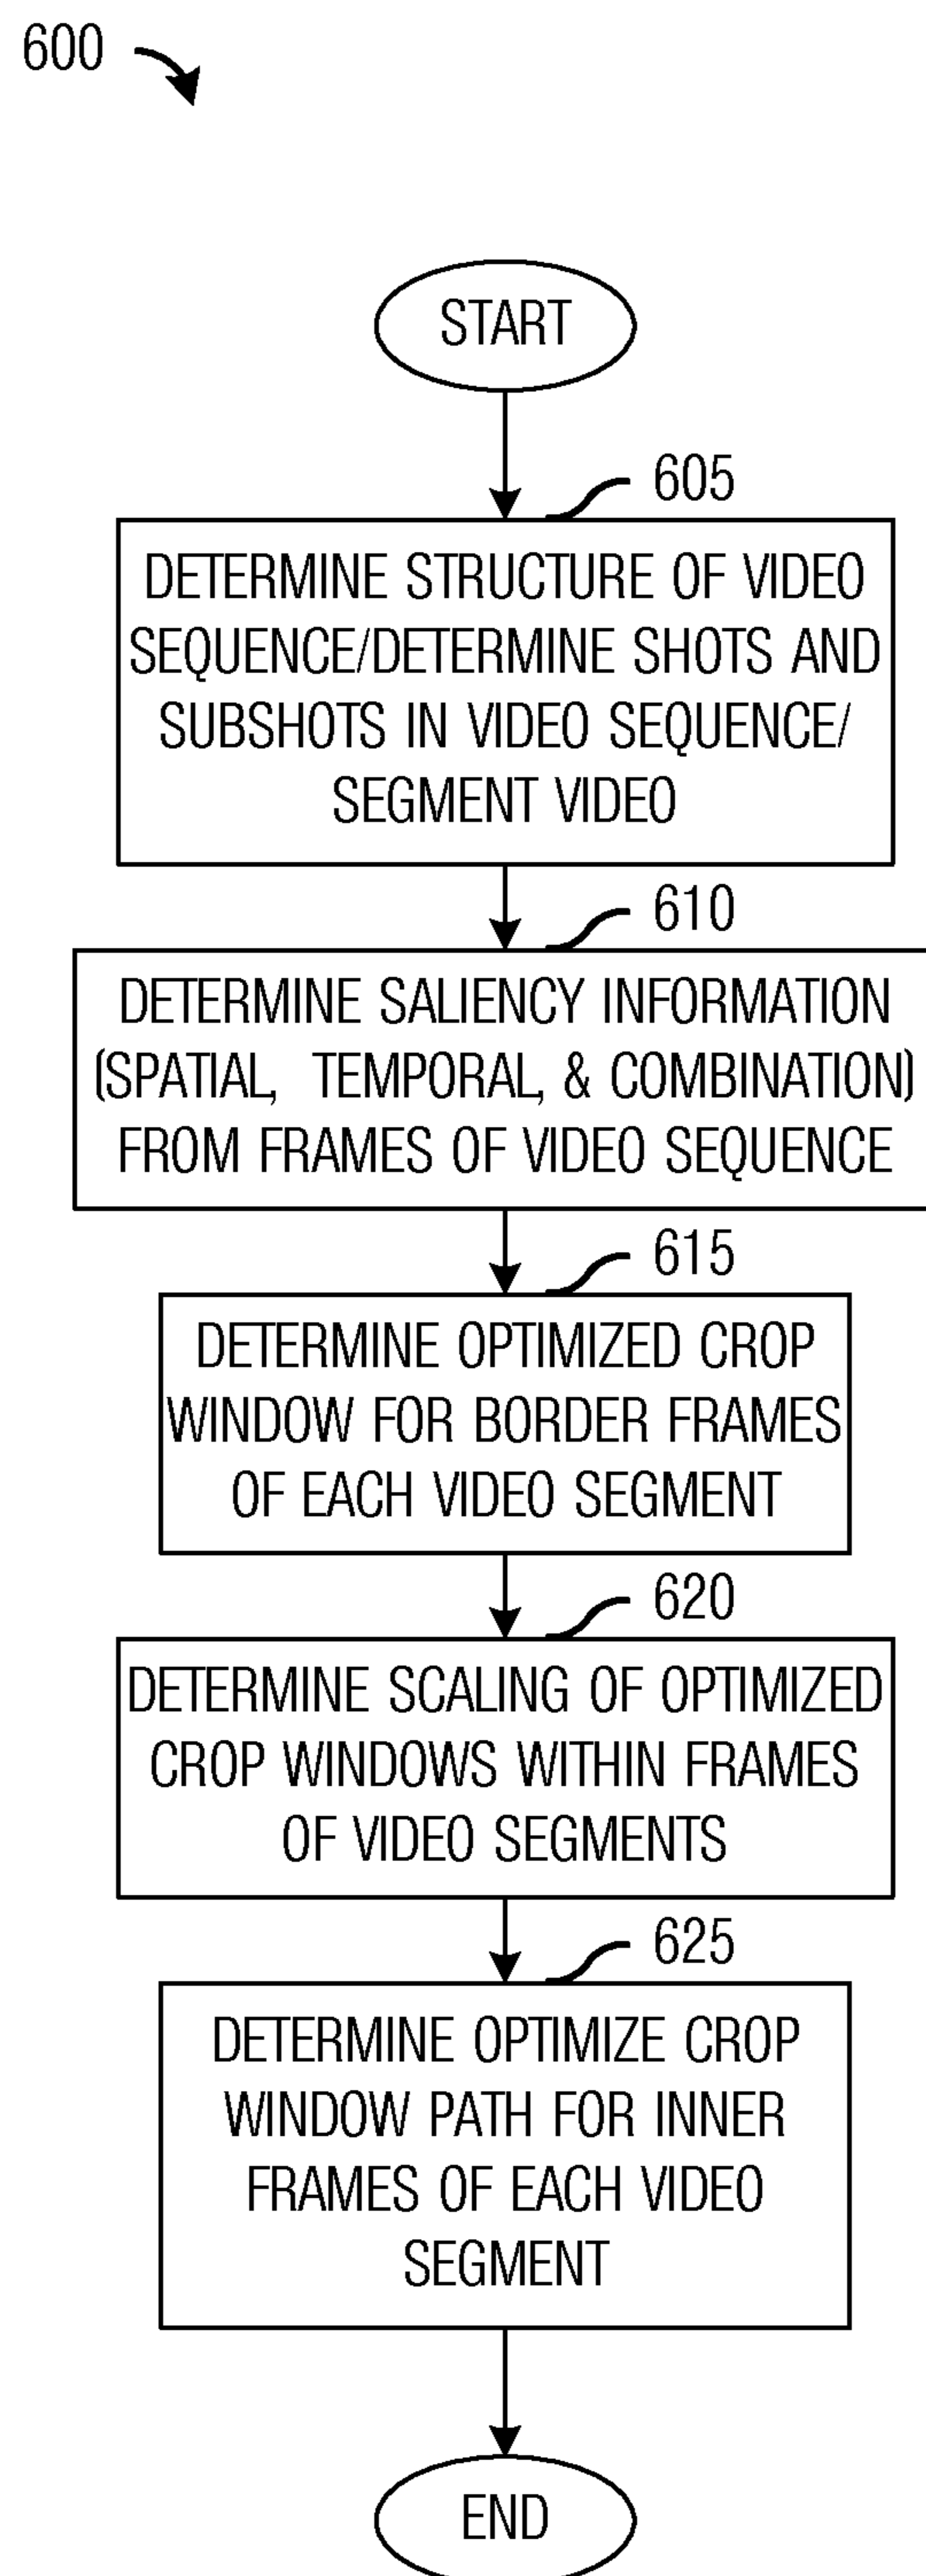 600
START
605
DETERMINE STRUCTURE OF VIDEO
SEQUENCE/DETERMINE SHOTS AND
SUBSHOTS IN VIDEO SEQUENCE/
SEGMENT VIDEO
610
DETERMINE SALIENCY INFORMATION
(SPATIAL, TEMPORAL, & COMBINATION)
FROM FRAMES OF VIDEO SEQUENCE
615
DETERMINE OPTIMIZED CROP
WINDOW FOR BORDER FRAMES
OF EACH VIDEO SEGMENT
620
DETERMINE SCALING OF OPTIMIZED
CROP WINDOWS WITHIN FRAMES
OF VIDEO SEGMENTS
625
DETERMINE OPTIMIZE CROP
WINDOW PATH FOR INNER
FRAMES OF EACH VIDEO
SEGMENT
END